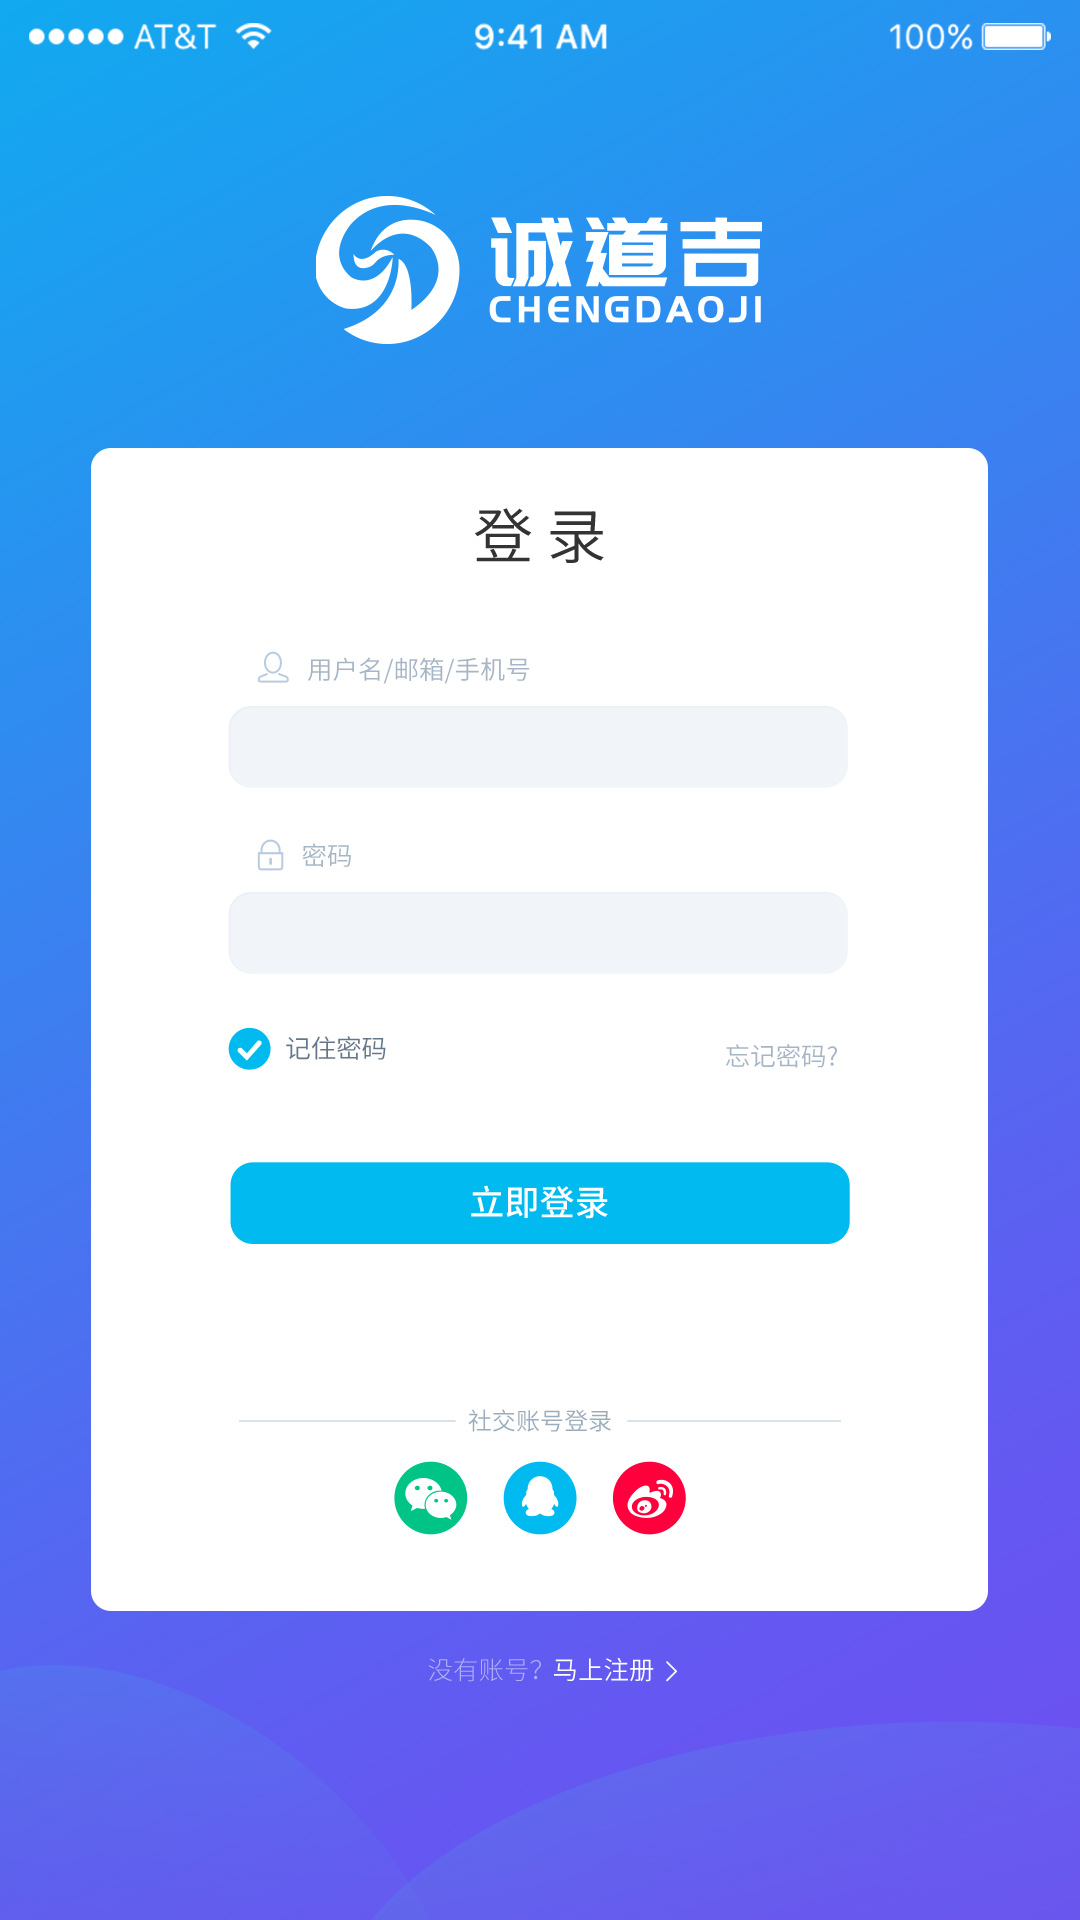 AT&T 9:41 AM 100%
诚道吉
CHENGDAOJI
登录
用户名/邮箱/手机号
密码
记住密码 忘记密码?
立即登录
社交账号登录
没有账号? 马上注册